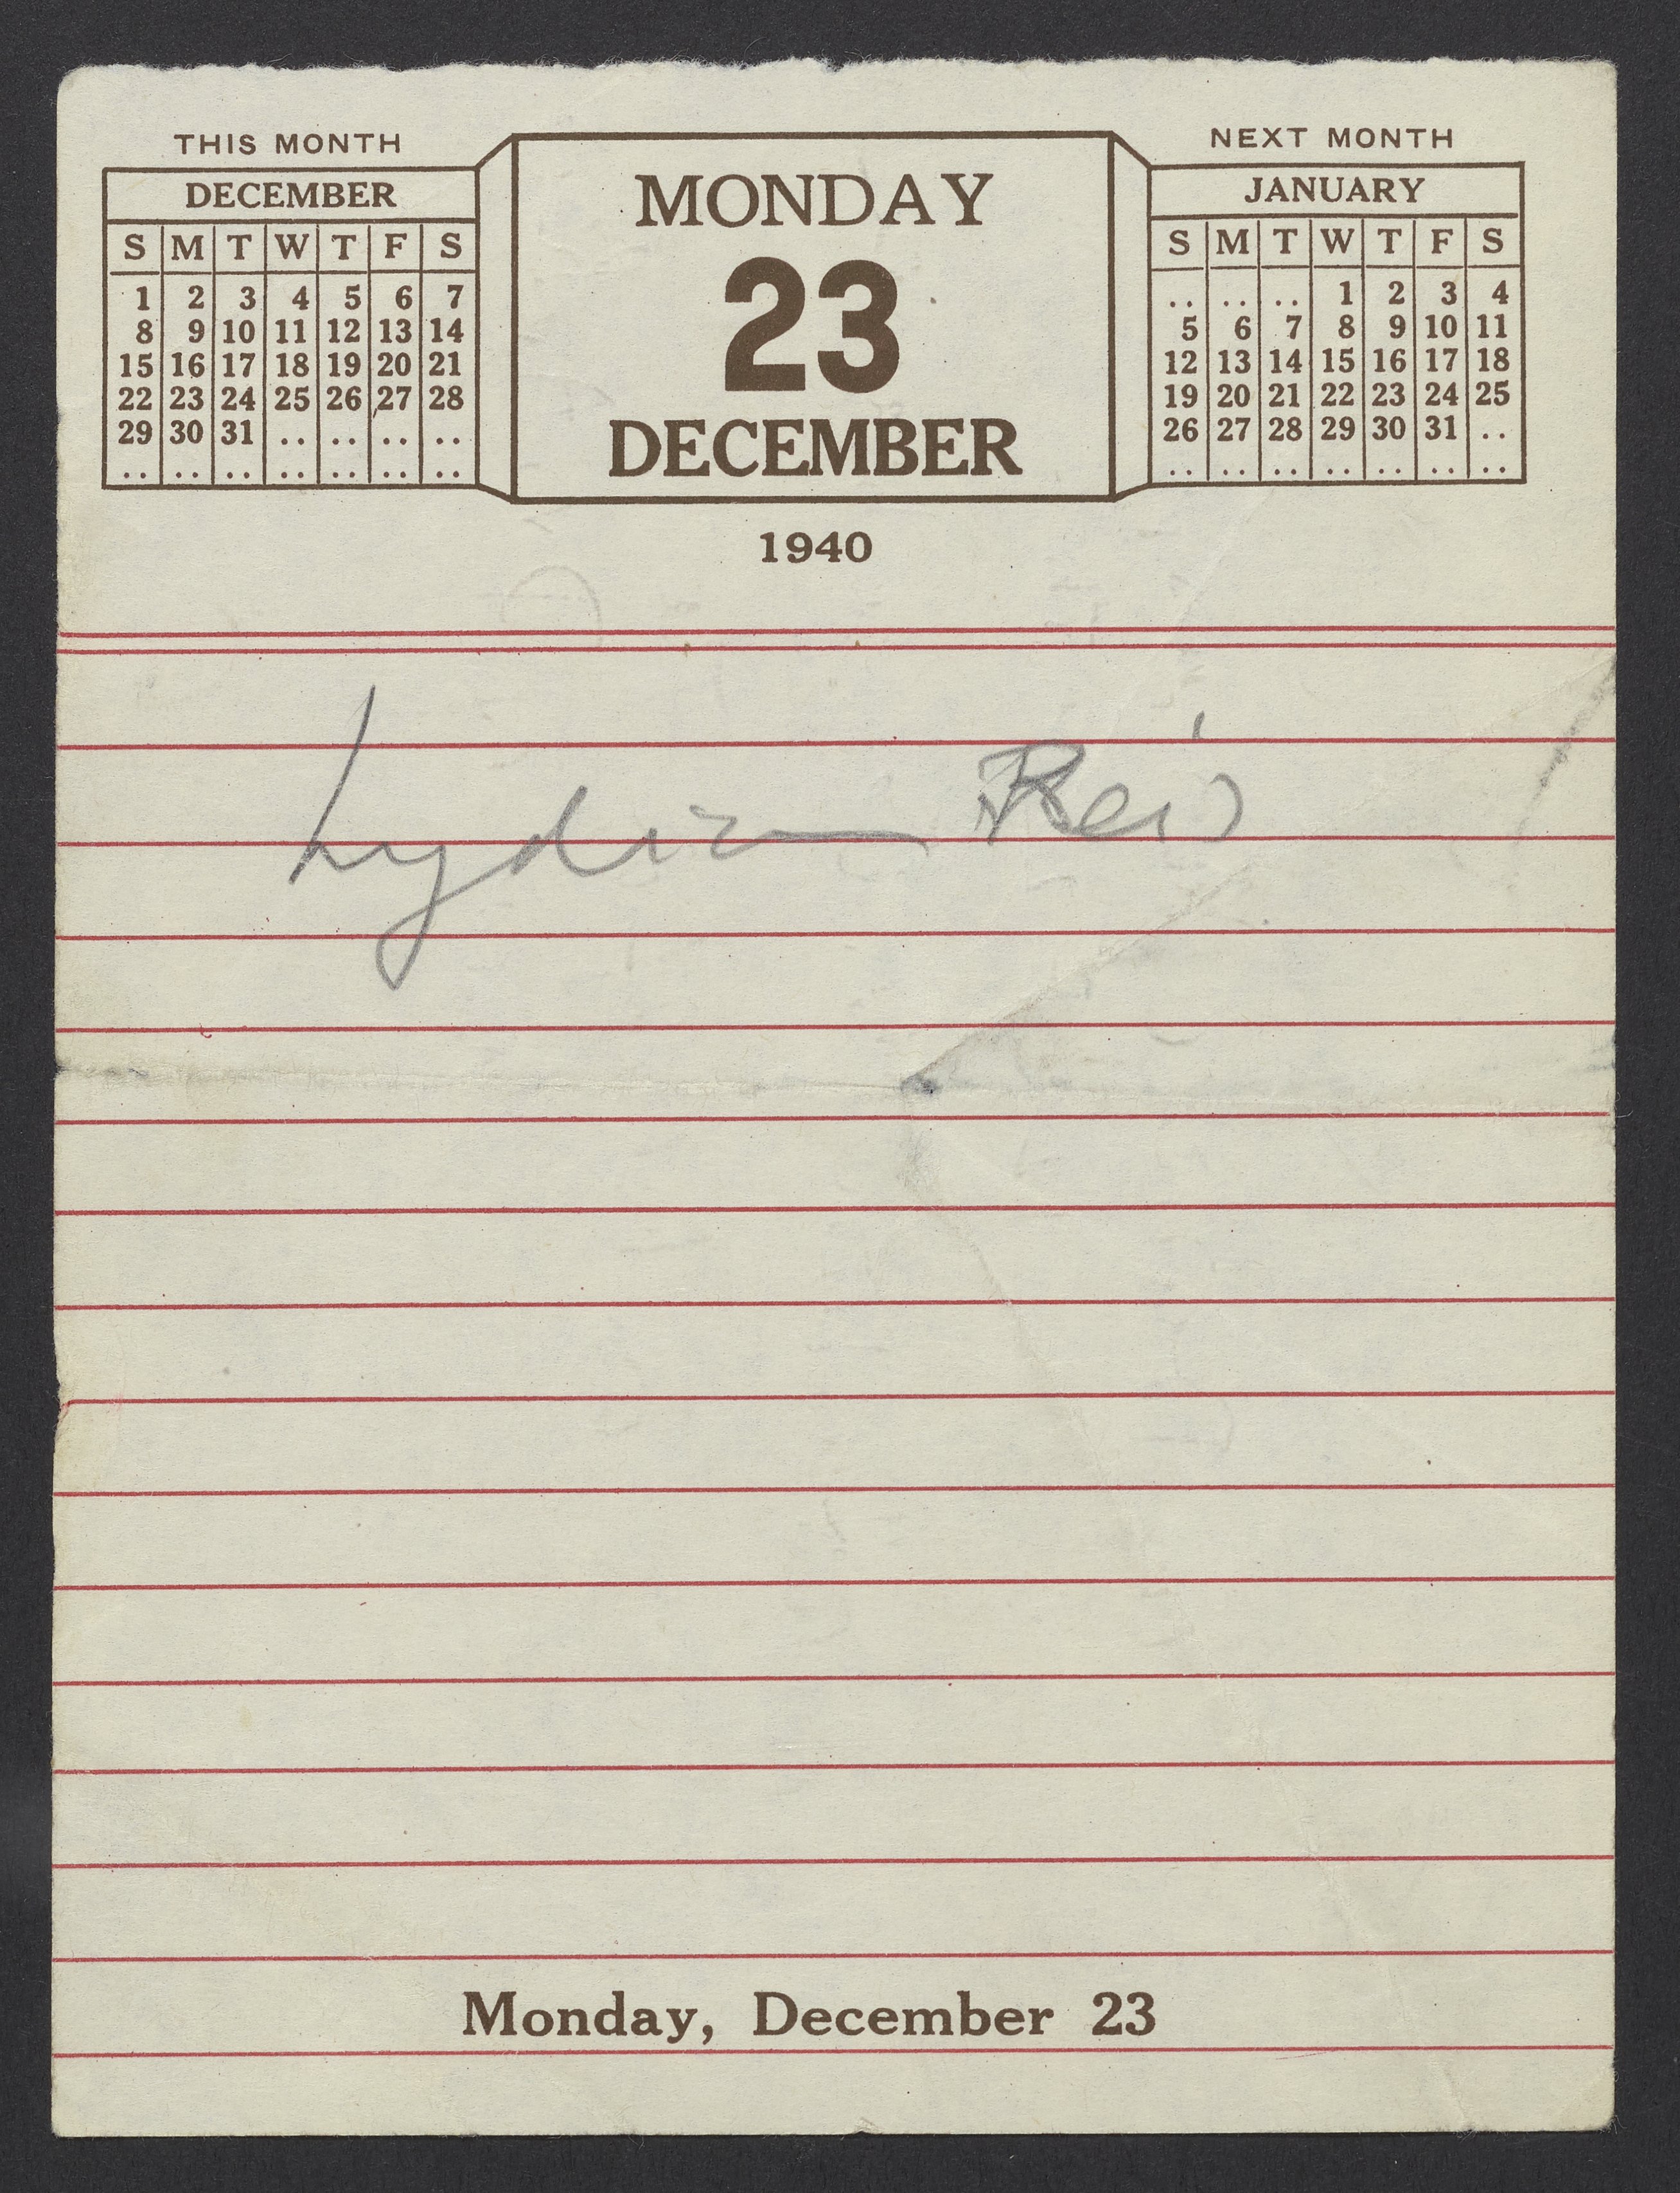 THIS MONTH
DECEMBER
S M T W T F S
1 2 3 4 5 6 7
8 9 10 11 12 13 14
15 16 17 18 19 20 21
22 23 24 25 26 27 28
29 30 31 .. .. .. ..
.. .. .. .. .. .. ..
MONDAY
23
DECEMBER
1940
NEXT MONTH
JANUARY
S M T W T F S
.. .. .. 1 2 3 4
5 6 7 8 9 10 11
12 13 14 15 16 17 18
19 20 21 22 23 24 25
26 27 28 29 30 31 ..
.. .. .. .. .. .. ..
Lydia
Monday, December 23